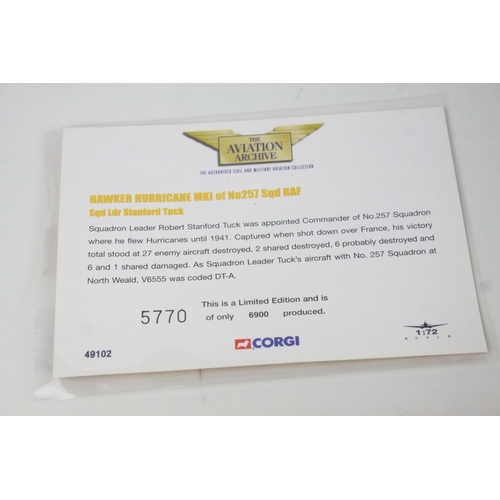 THE
AVIATION
ARCHIVE
THE AUTHORISED CIVIL AND MILITARY AVIATION COLLECTION
HAWKER HURRICANE MKI of No257 Sqd RAF
Sqd Ldr Stanford Tuck
Squadron Leader Robert Stanford Tuck was appointed Commander of No.257 Squadron
where he flew Hurricanes until 1941. Captured when shot down over France, his victory
total stood at 27 enemy aircraft destroyed, 2 shared destroyed, 6 probably destroyed and
6 and 1 shared damaged. As Squadron Leader Tuck's aircraft with No. 257 Squadron at
North Weald, V6555 was coded DT-A.
This is a Limited Edition and is
5770 of only 6900 produced.
49102
CORGI
1:72
SCALE